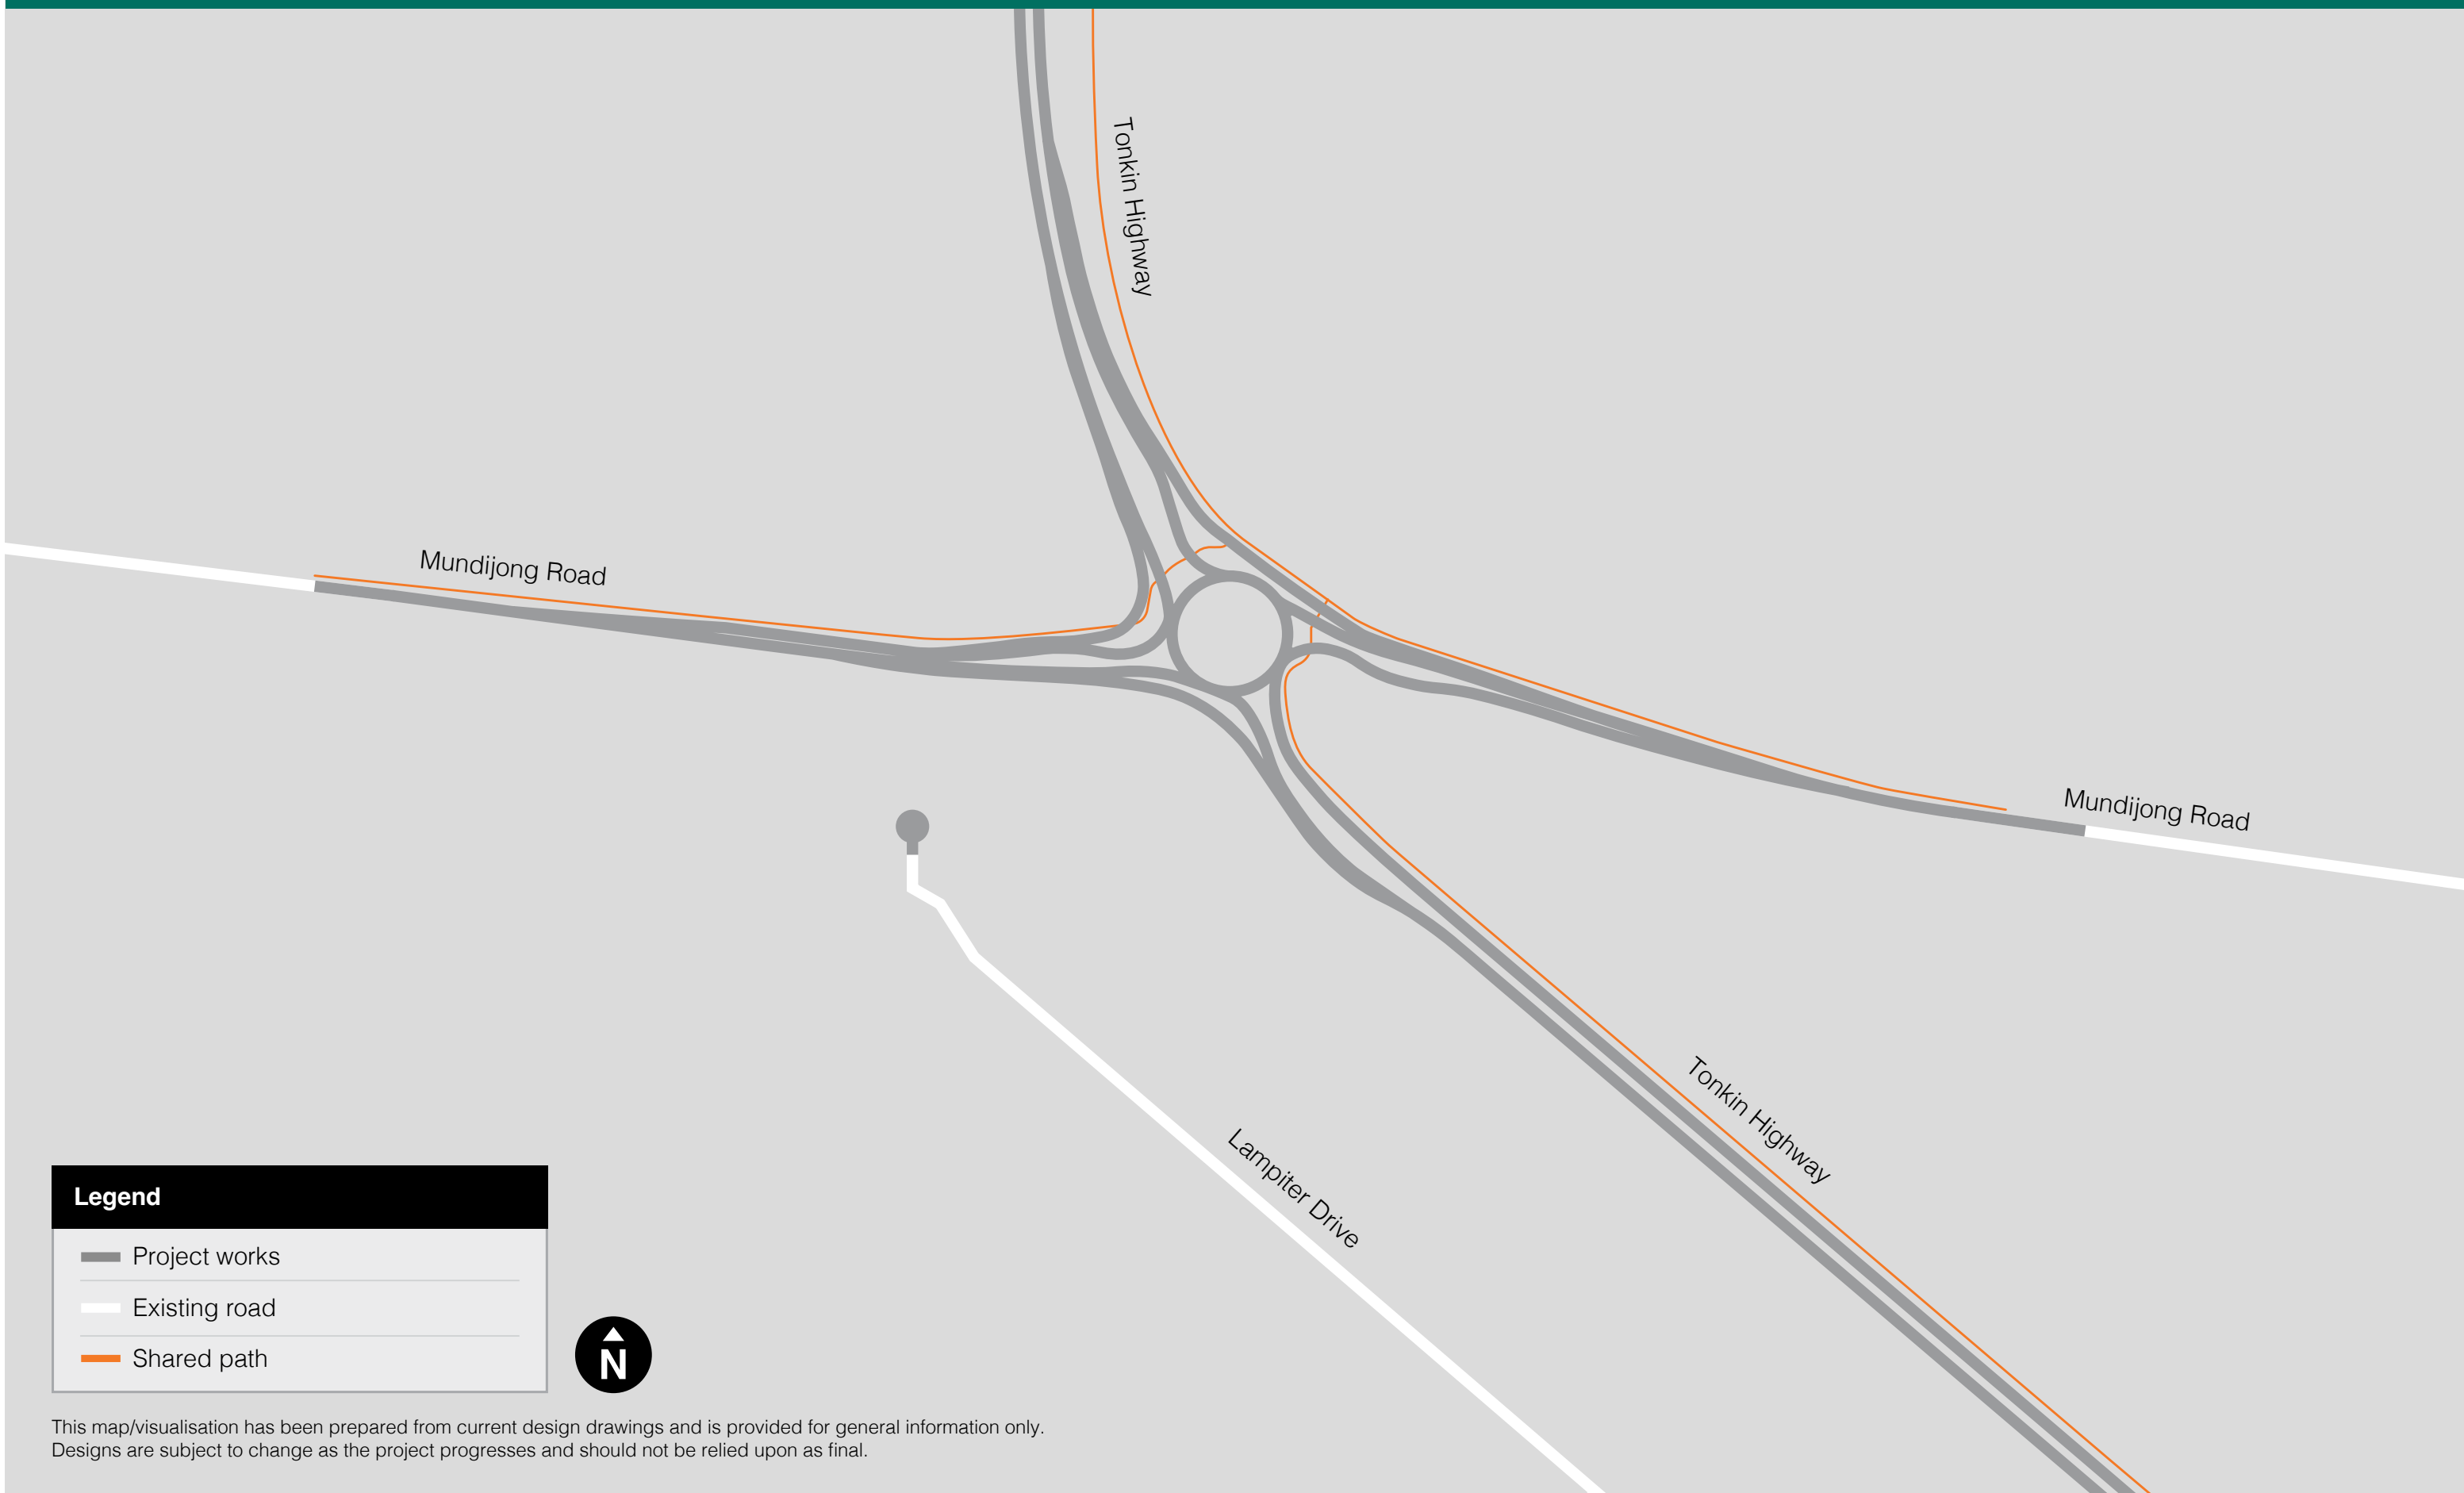 Tonkin Highway
Mundijong Road
Mundijong Road
Tonkin Highway
Lampiter Drive
Legend
Project works
Existing road
Shared path
N
This map/visualisation has been prepared from current design drawings and is provided for general information only.
Designs are subject to change as the project progresses and should not be relied upon as final.